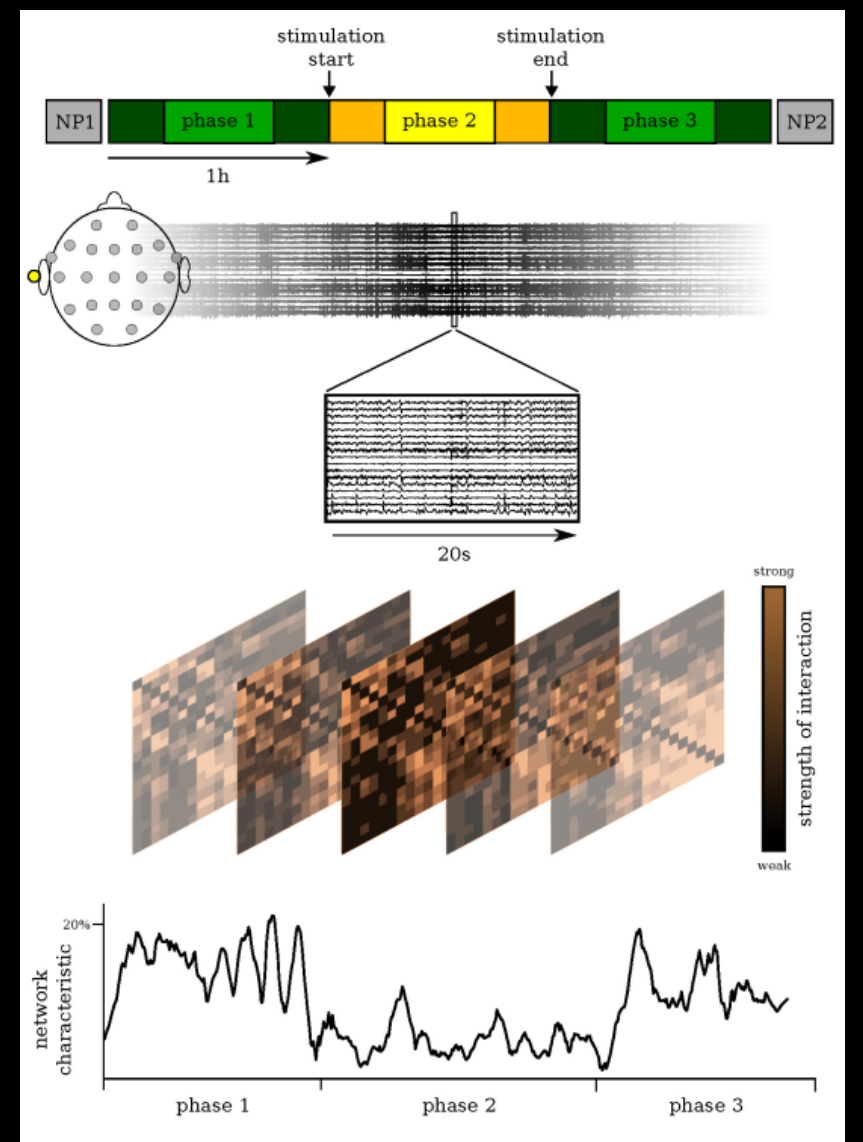 stimulation
start
stimulation
end
NP1
phase 1
phase 2
phase 3
NP2
1h
20s
strong
strength of interaction
weak
20%
network
characteristic
phase 1
phase 2
phase 3